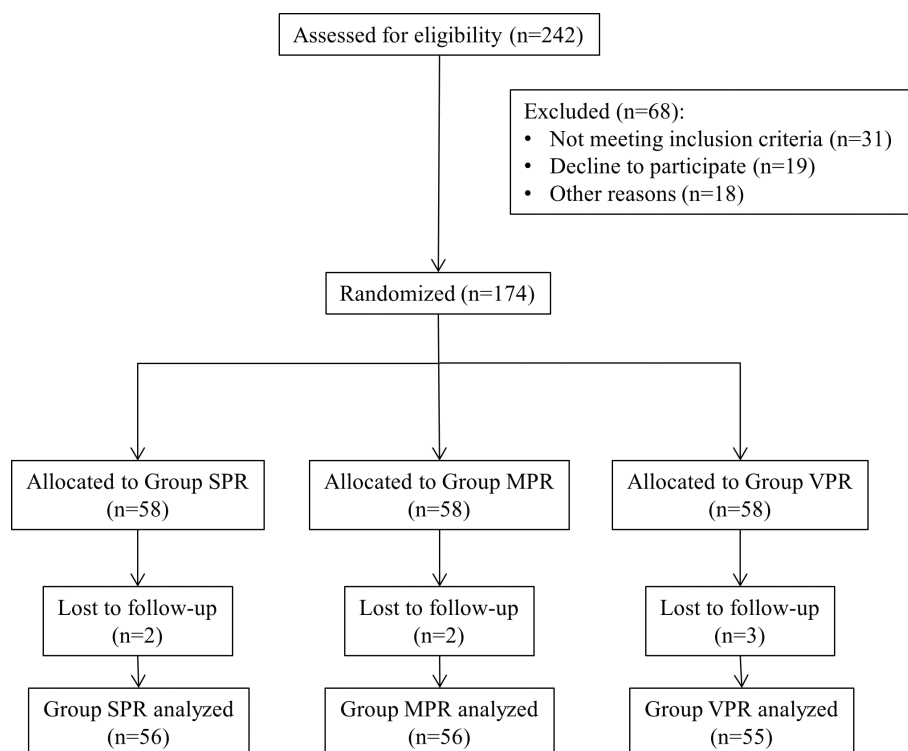 Assessed for eligibility (n=242)
Excluded (n=68):
• Not meeting inclusion criteria (n=31)
• Decline to participate (n=19)
• Other reasons (n=18)
Randomized (n=174)
Allocated to Group SPR
(n=58)
Allocated to Group MPR
(n=58)
Allocated to Group VPR
(n=58)
Lost to follow-up
(n=2)
Lost to follow-up
(n=2)
Lost to follow-up
(n=3)
Group SPR analyzed
(n=56)
Group MPR analyzed
(n=56)
Group VPR analyzed
(n=55)